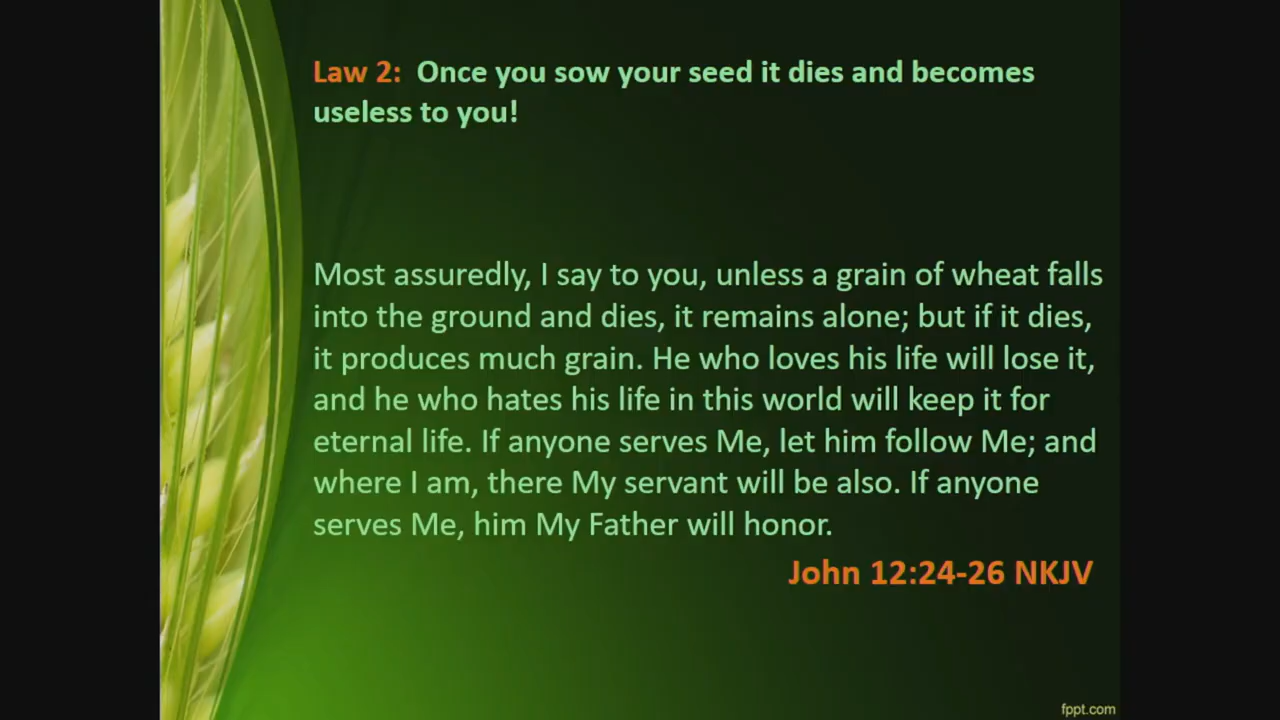 Law 2: Once you sow your seed it dies and becomes
useless to you!
Most assuredly, I say to you, unless a grain of wheat falls
into the ground and dies, it remains alone; but if it dies,
it produces much grain. He who loves his life will lose it,
and he who hates his life in this world will keep it for
eternal life. If anyone serves Me, let him follow Me; and
where I am, there My servant will be also. If anyone
serves Me, him My Father will honor.
John 12:24-26 NKJV
fppt.com